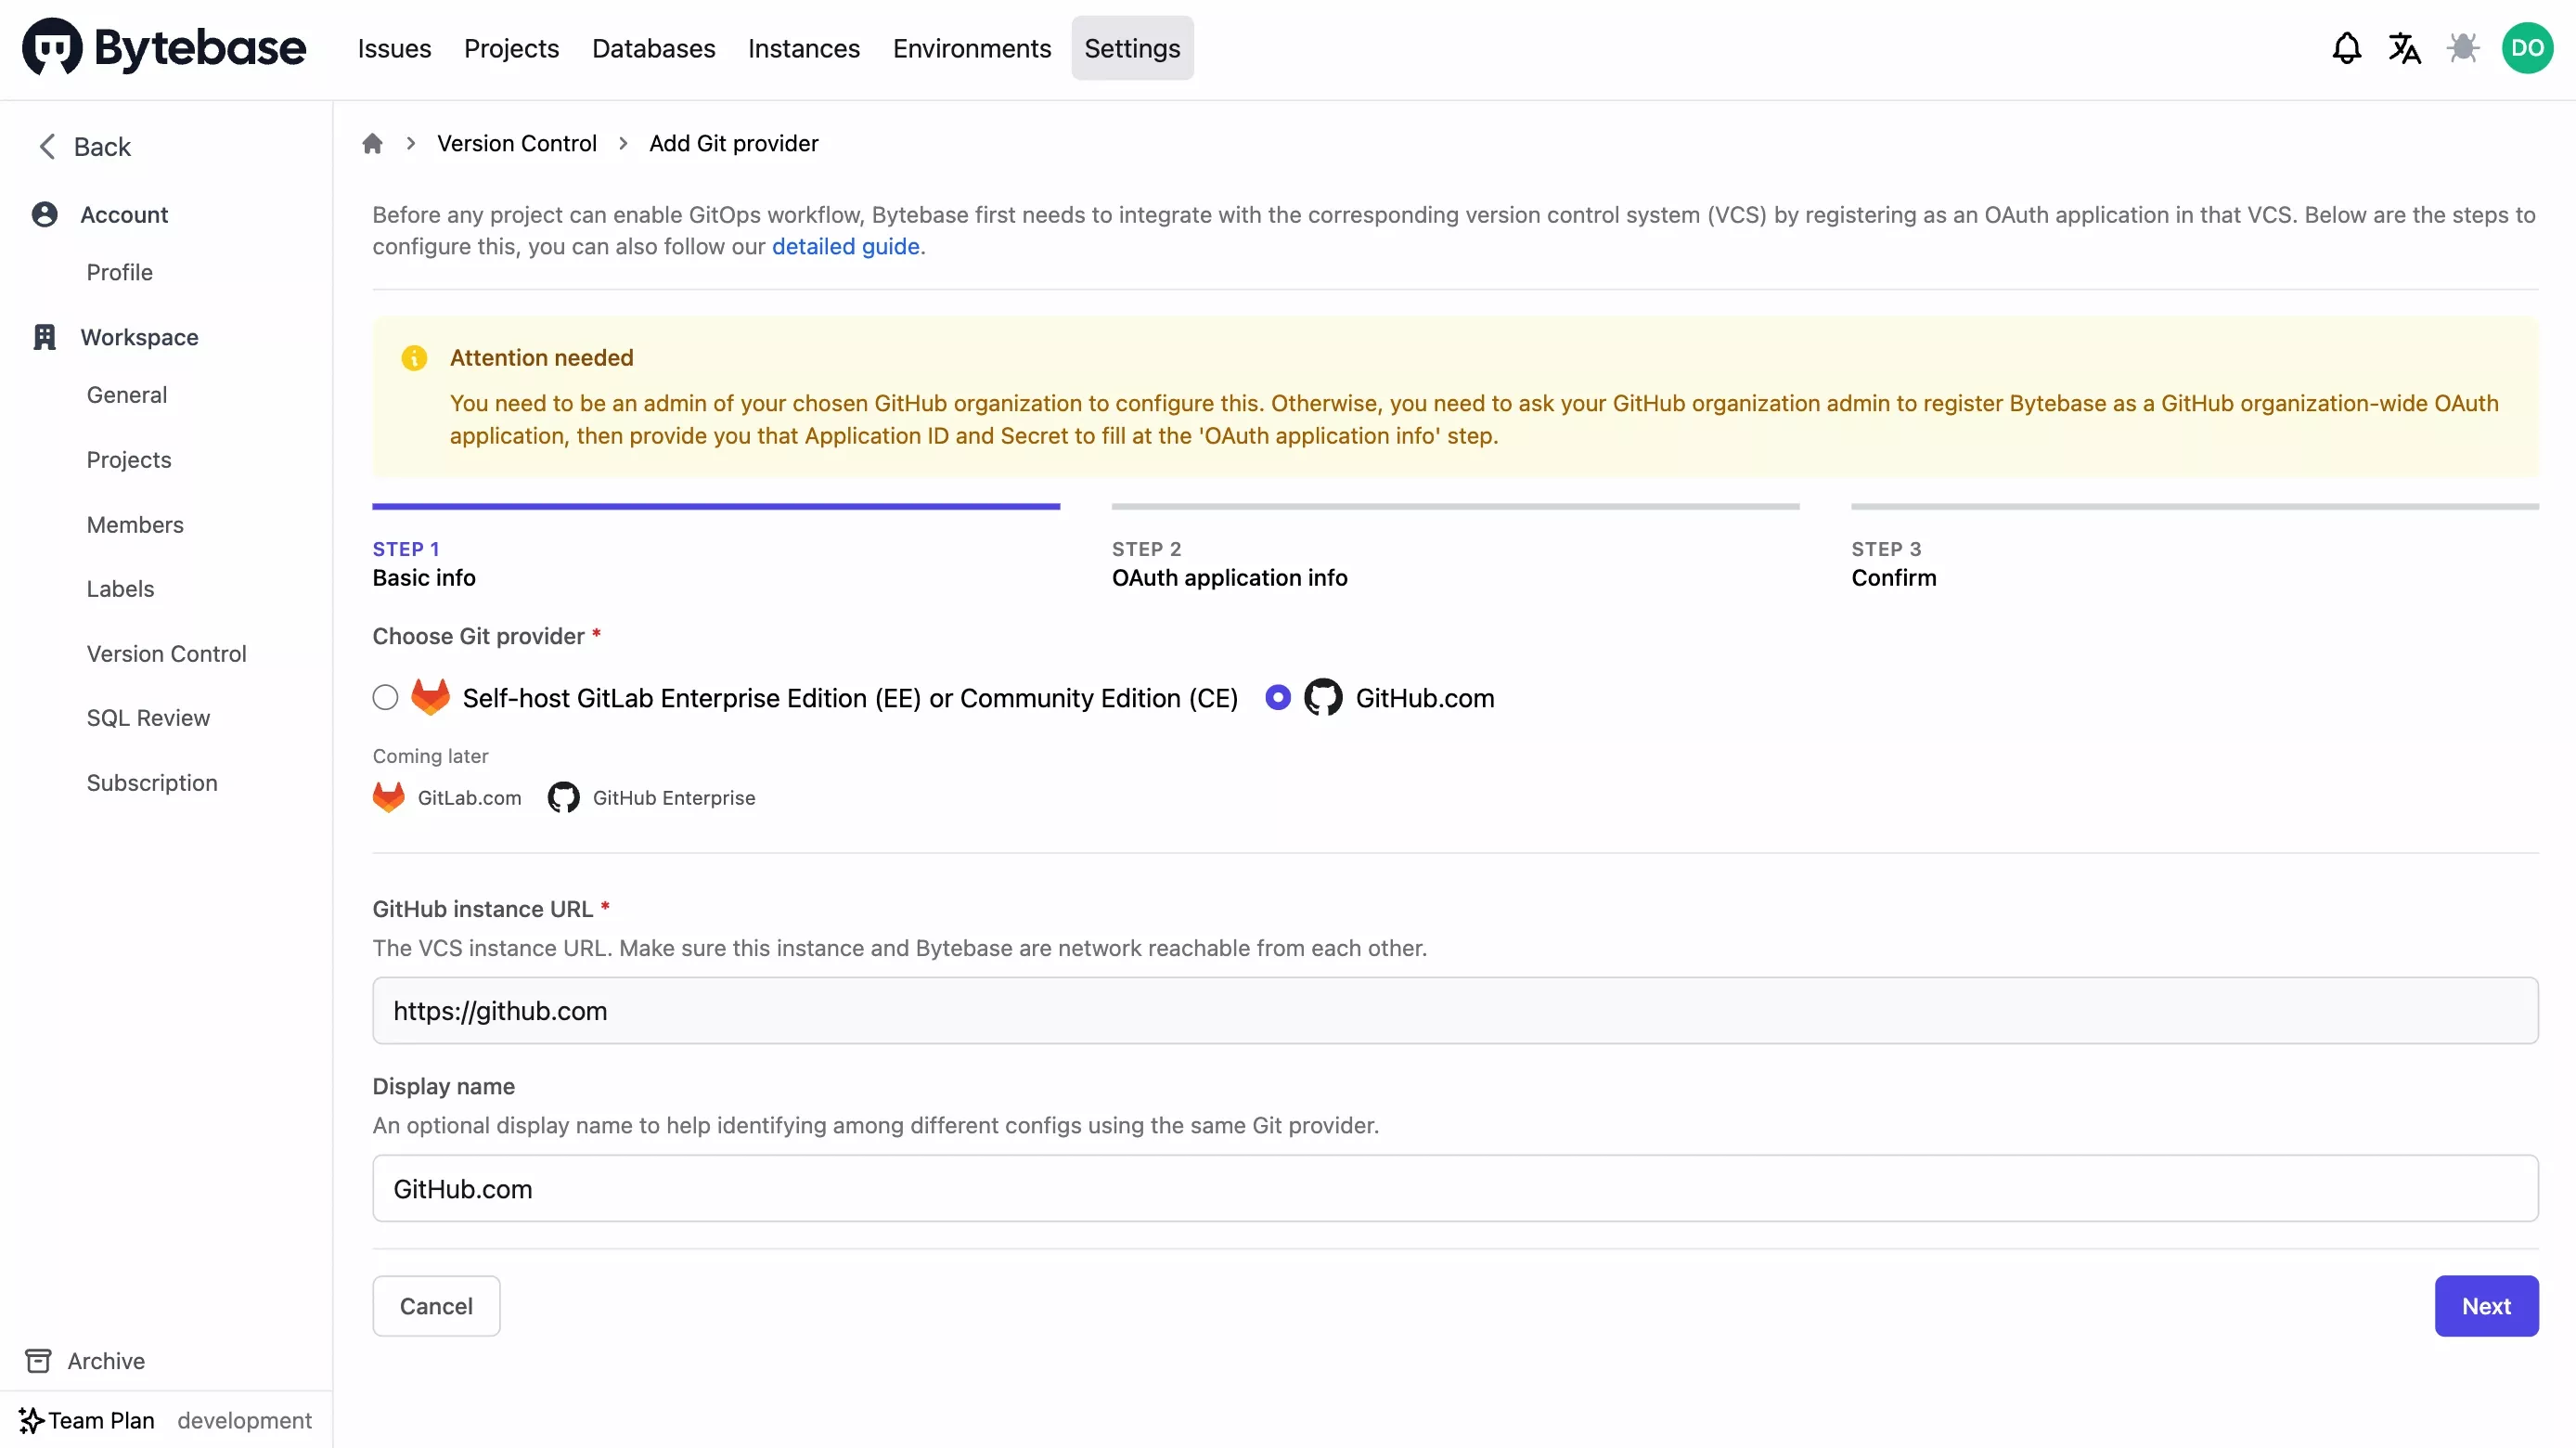 Bytebase
Issues Projects Databases Instances Environments Settings
DO
Back
Account
Profile
Workspace
General
Projects
Members
Labels
Version Control
SQL Review
Subscription
Archive
Team Plan development
Version Control Add Git provider
Before any project can enable GitOps workflow, Bytebase first needs to integrate with the corresponding version control system (VCS) by registering as an OAuth application in that VCS. Below are the steps to
configure this, you can also follow our detailed guide.
Attention needed
You need to be an admin of your chosen GitHub organization to configure this. Otherwise, you need to ask your GitHub organization admin to register Bytebase as a GitHub organization-wide OAuth
application, then provide you that Application ID and Secret to fill at the 'OAuth application info' step.
STEP 1
Basic info
STEP 2
OAuth application info
STEP 3
Confirm
Choose Git provider *
Self-host GitLab Enterprise Edition (EE) or Community Edition (CE) GitHub.com
Coming later
GitLab.com GitHub Enterprise
GitHub instance URL *
The VCS instance URL. Make sure this instance and Bytebase are network reachable from each other.
https://github.com
Display name
An optional display name to help identifying among different configs using the same Git provider.
GitHub.com
Cancel
Next